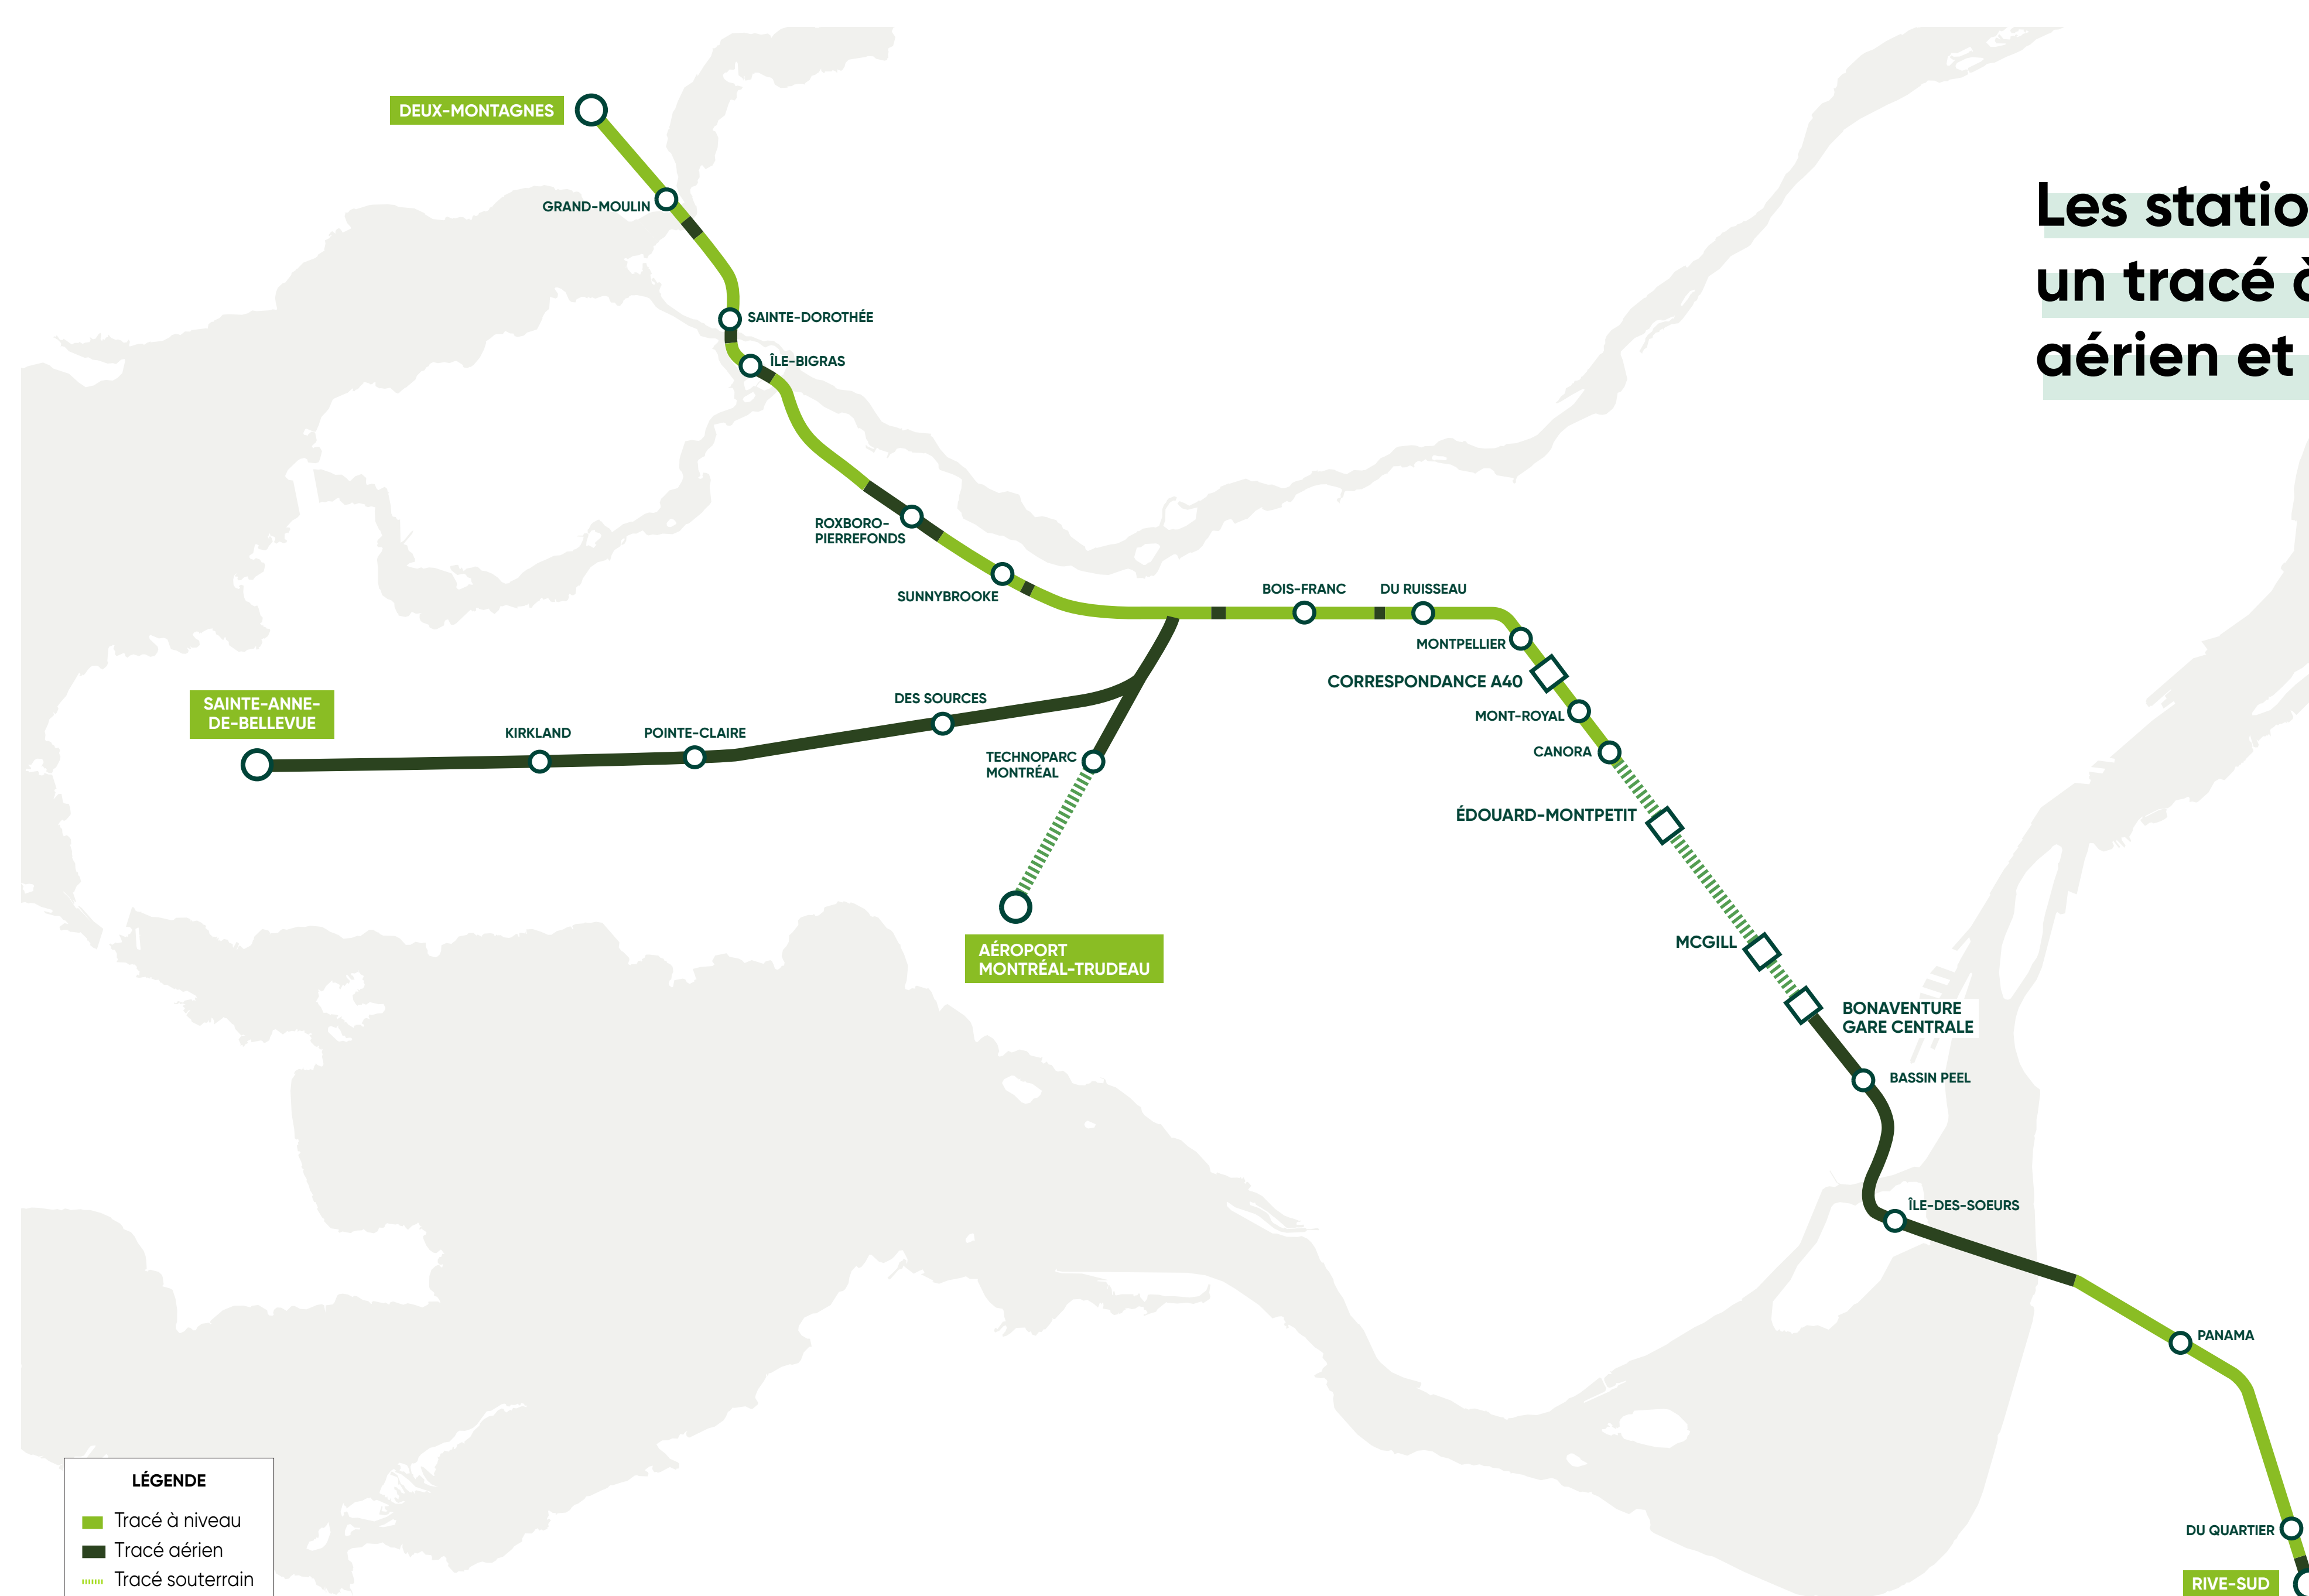 Les statio
un tracé à
aérien et
DEUX-MONTAGNES
GRAND-MOULIN
SAINTE-DOROTHÉE
ÎLE-BIGRAS
ROXBORO-
PIERREFONDS
SUNNYBROOKE
BOIS-FRANC
DU RUISSEAU
MONTPELLIER
CORRESPONDANCE A40
MONT-ROYAL
CANORA
ÉDOUARD-MONTPETIT
MCGILL
BONAVENTURE
GARE CENTRALE
BASSIN PEEL
ÎLE-DES-SOEURS
PANAMA
DU QUARTIER
RIVE-SUD
SAINTE-ANNE-
DE-BELLEVUE
KIRKLAND
POINTE-CLAIRE
DES SOURCES
TECHNOPARC
MONTRÉAL
AÉROPORT
MONTRÉAL-TRUDEAU
LÉGENDE
Tracé à niveau
Tracé aérien
Tracé souterrain